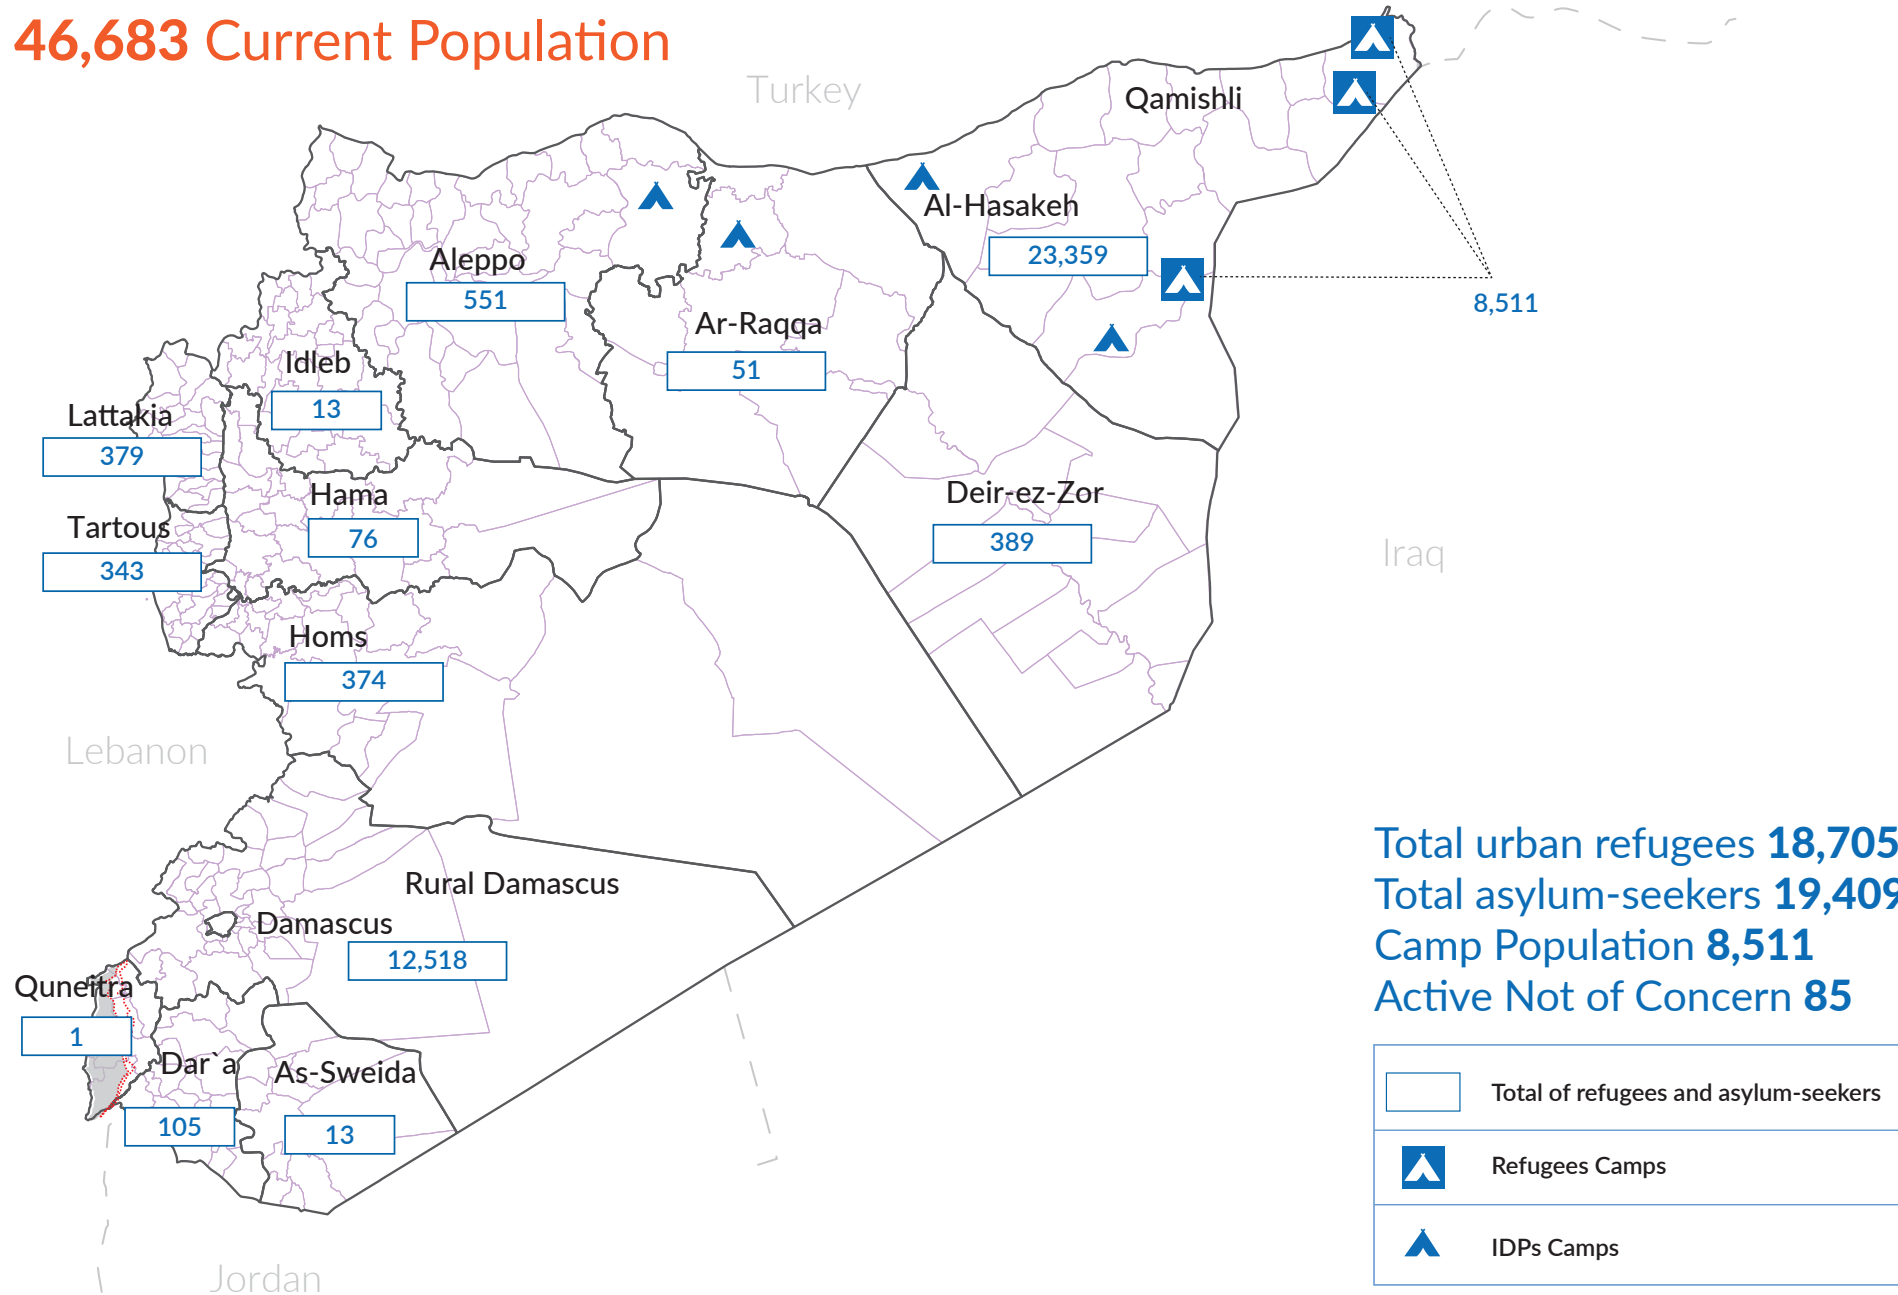 46,683 Current Population
Turkey
Qamishli
Al-Hasakeh
23,359
8,511
Aleppo
551
Ar-Raqqa
51
Idleb
13
Lattakia
379
Hama
76
Tartous
343
Deir-ez-Zor
389
Iraq
Homs
374
Lebanon
Rural Damascus
Damascus
12,518
Quneitra
1
Dar`a
105
As-Sweida
13
Jordan
Total urban refugees 18,705
Total asylum-seekers 19,409
Camp Population 8,511
Active Not of Concern 85
Total of refugees and asylum-seekers
Refugees Camps
IDPs Camps